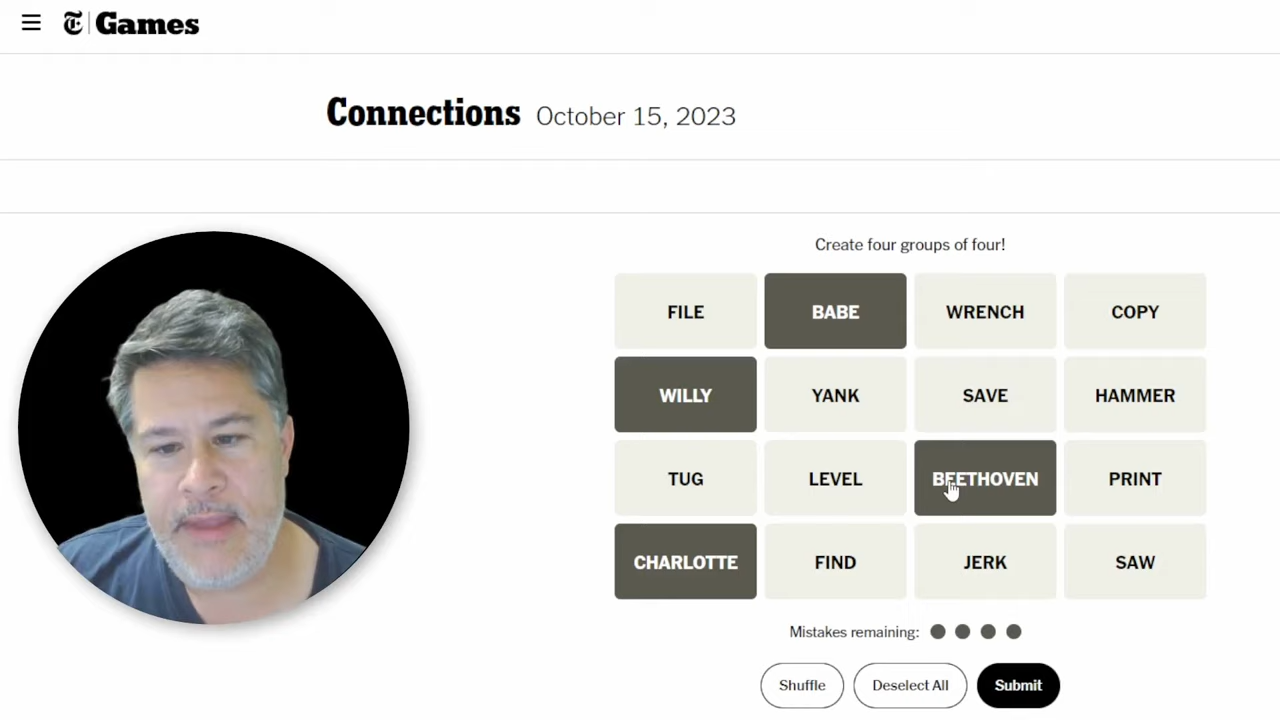 Games
Connections October 15, 2023
Create four groups of four!
FILE BABE WRENCH COPY
WILLY YANK SAVE HAMMER
TUG LEVEL BEETHOVEN PRINT
CHARLOTTE FIND JERK SAW
Mistakes remaining:
Shuffle Deselect All Submit